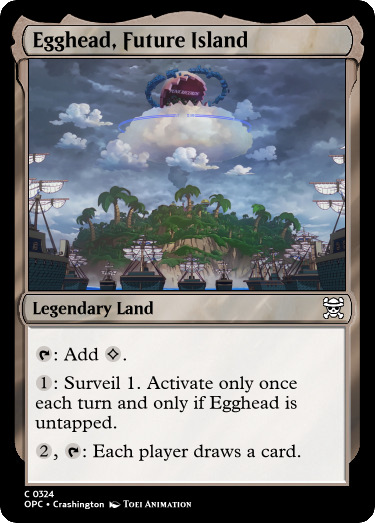 Egghead, Future Island
Legendary Land
: Add .
1: Surveil 1. Activate only once
each turn and only if Egghead is
untapped.
2, : Each player draws a card.
C 0324
OPC • Crashington TOEI ANIMATION